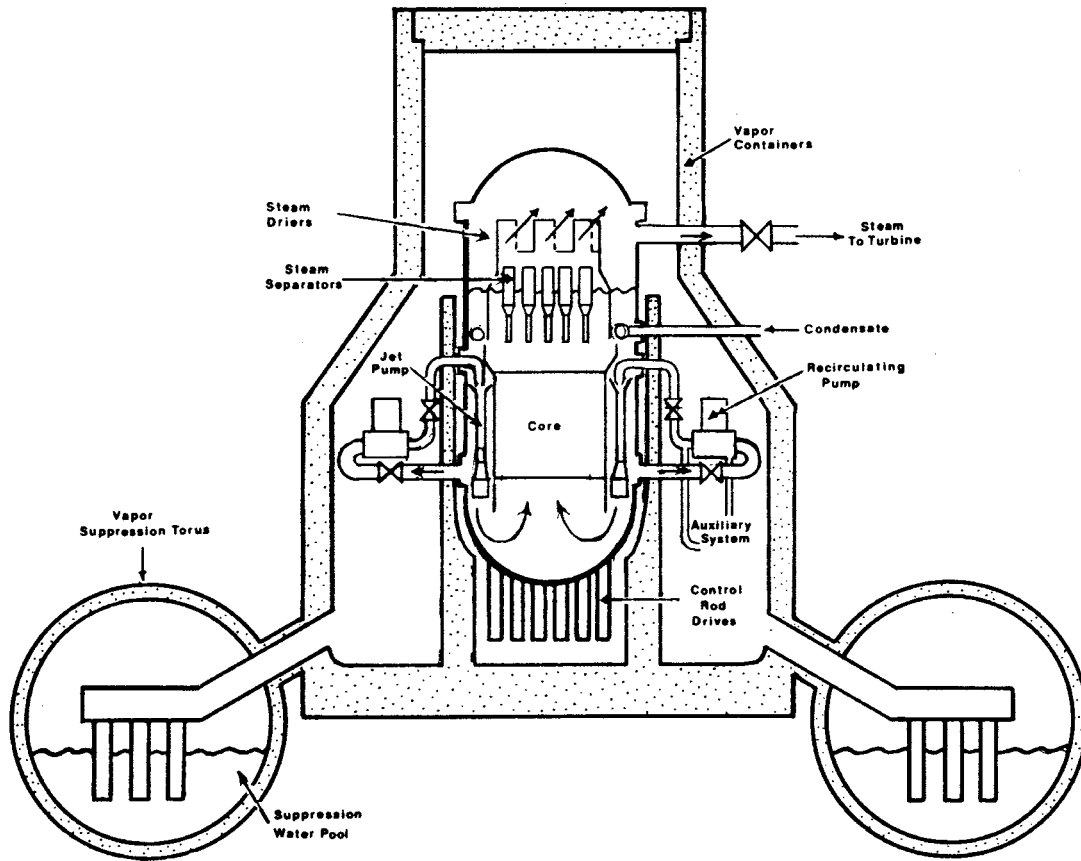 Vapor
Containers
Steam
Driers
Steam
To Turbine
Steam
Separators
Condensate
Jet
Pump
Recirculating
Pump
Core
Vapor
Suppression Torus
Auxiliary
System
Control
Rod
Drives
Suppression
Water Pool